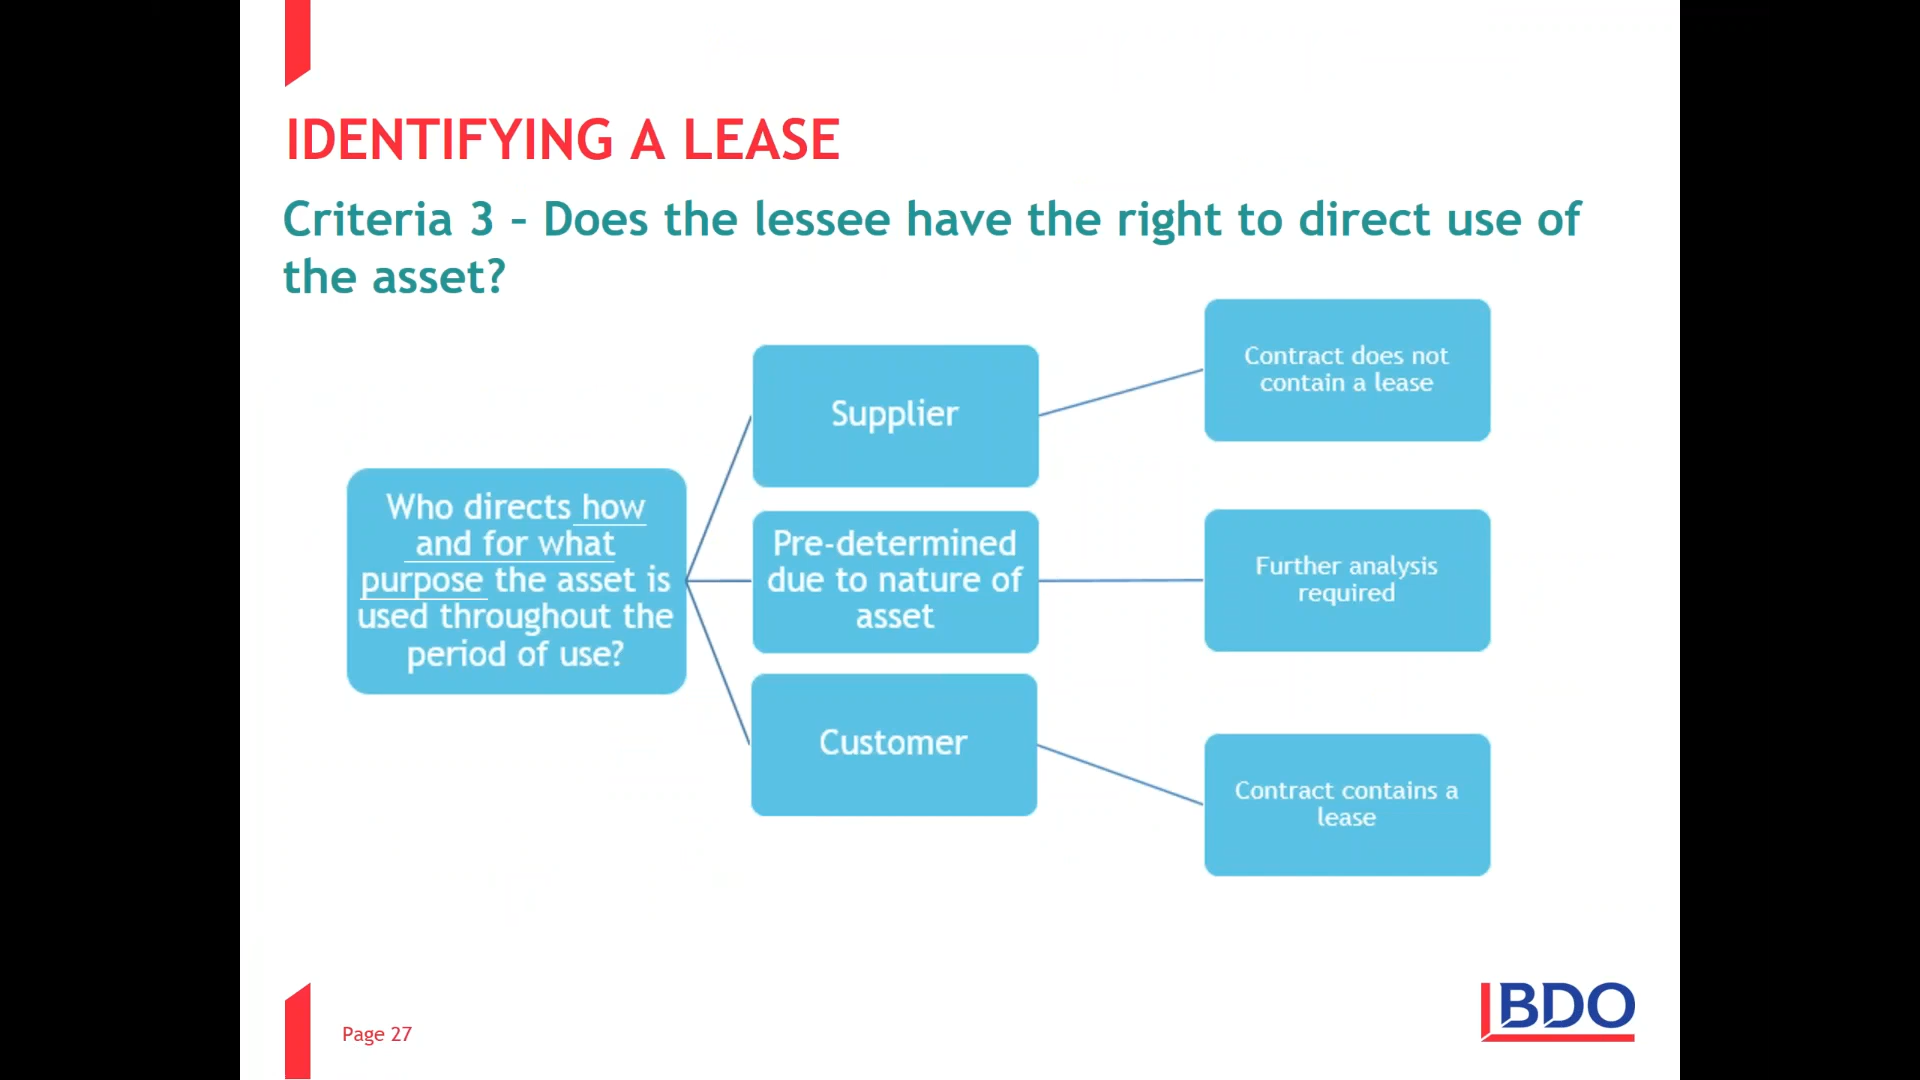 IDENTIFYING A LEASE
Criteria 3 – Does the lessee have the right to direct use of
the asset?
Who directs how
and for what
purpose the asset is
used throughout the
period of use?
Supplier
Pre-determined
due to nature of
asset
Customer
Contract does not
contain a lease
Further analysis
required
Contract contains a
lease
Page 27
BDO